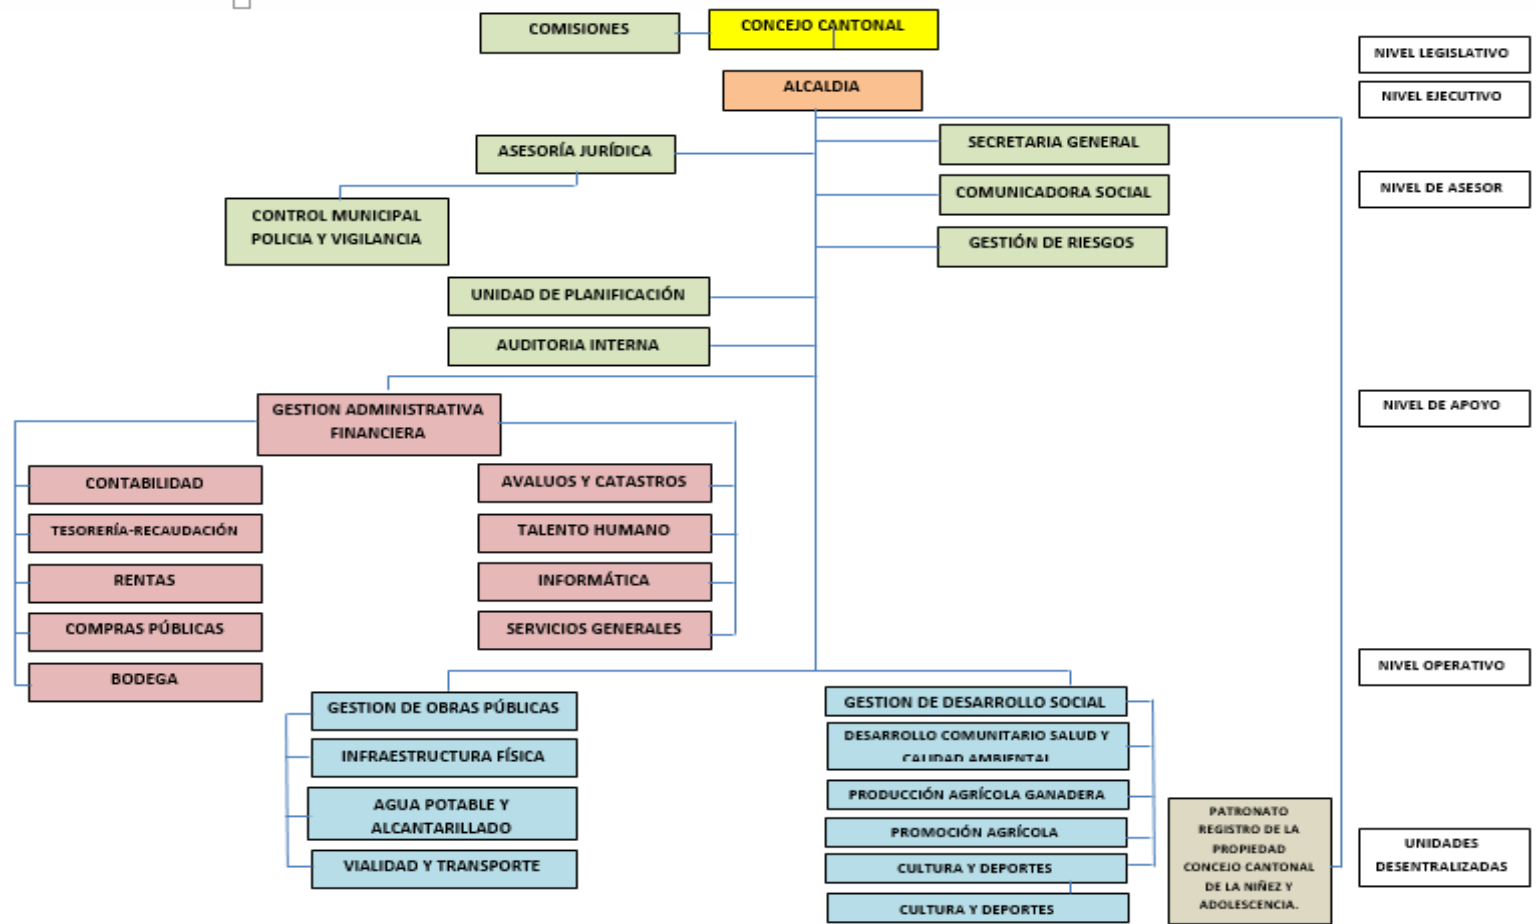 COMISIONES
CONCEJO CANTONAL
NIVEL LEGISLATIVO
ALCALDIA
NIVEL EJECUTIVO
ASESORÍA JURÍDICA
SECRETARIA GENERAL
COMUNICADORA SOCIAL
NIVEL DE ASESOR
CONTROL MUNICIPAL
POLICIA Y VIGILANCIA
GESTIÓN DE RIESGOS
UNIDAD DE PLANIFICACIÓN
AUDITORIA INTERNA
GESTION ADMINISTRATIVA
FINANCIERA
NIVEL DE APOYO
CONTABILIDAD
TESORERÍA-RECAUDACIÓN
RENTAS
COMPRAS PÚBLICAS
BODEGA
AVALUOS Y CATASTROS
TALENTO HUMANO
INFORMÁTICA
SERVICIOS GENERALES
NIVEL OPERATIVO
GESTION DE OBRAS PÚBLICAS
INFRAESTRUCTURA FÍSICA
AGUA POTABLE Y
ALCANTARILLADO
VIALIDAD Y TRANSPORTE
GESTION DE DESARROLLO SOCIAL
DESARROLLO COMUNITARIO SALUD Y
CALIDAD AMBIENTAL
PRODUCCIÓN AGRÍCOLA GANADERA
PROMOCIÓN AGRÍCOLA
CULTURA Y DEPORTES
CULTURA Y DEPORTES
PATRONATO
REGISTRO DE LA
PROPIEDAD
CONCEJO CANTONAL
DE LA NIÑEZ Y
ADOLESCENCIA.
UNIDADES
DESENTRALIZADAS